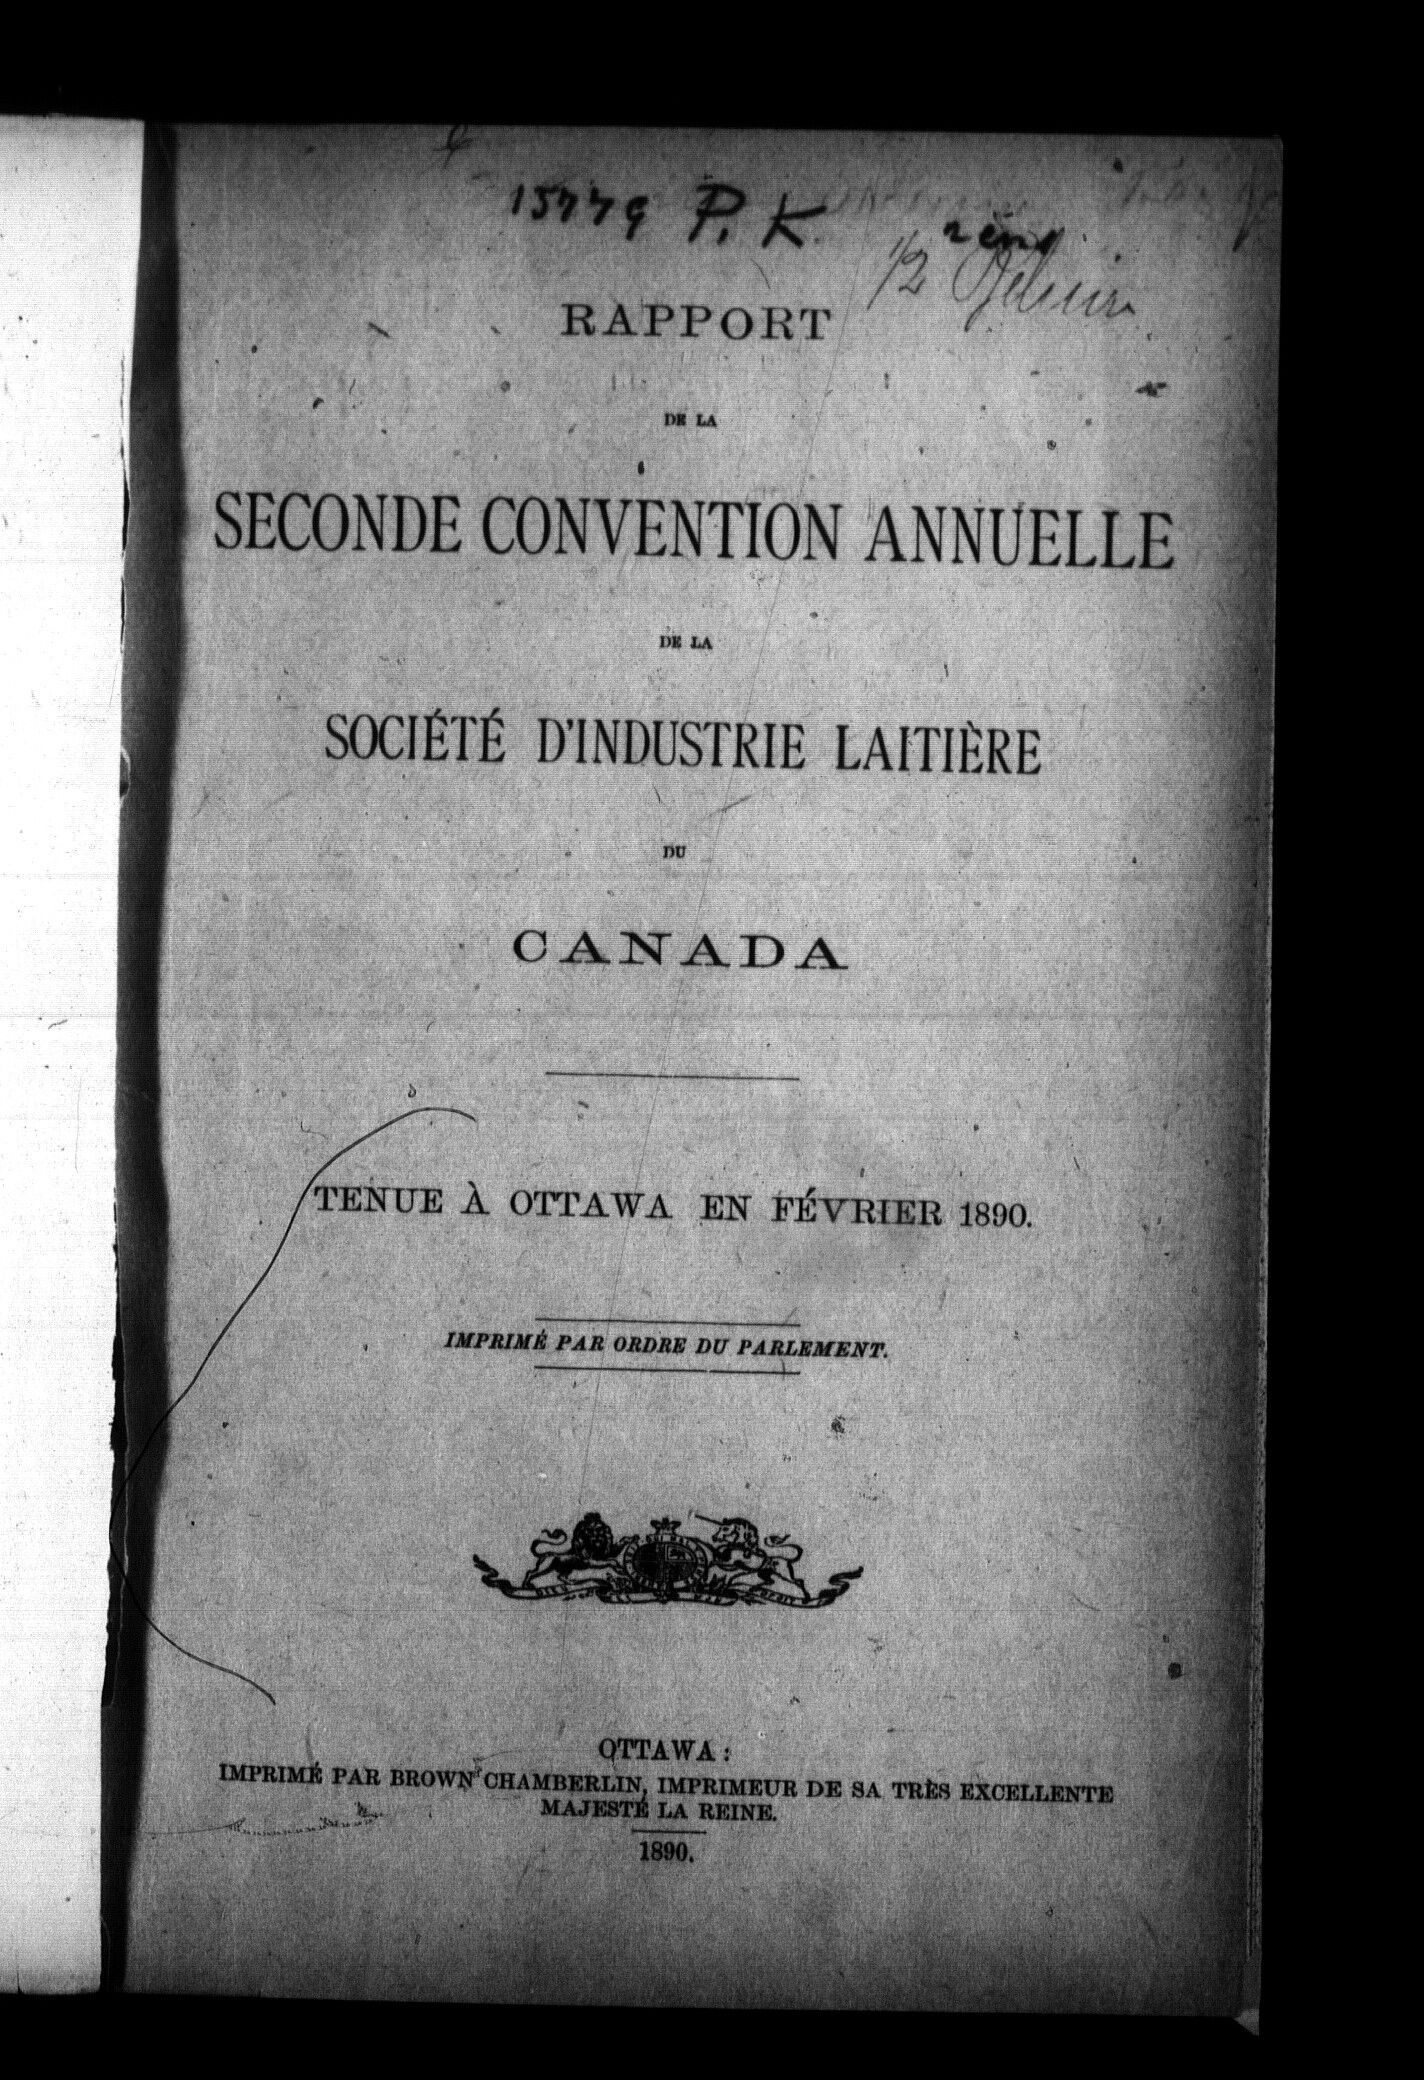 15779 P. K
1/2
RAPPORT
DE LA
SECONDE CONVENTION ANNUELLE
DE LA
SOCIÉTÉ D'INDUSTRIE LAITIÈRE
DU
CANADA
TENUE À OTTAWA EN FÉVRIER 1890.
IMPRIMÉ PAR ORDRE DU PARLEMENT.
OTTAWA:
IMPRIMÉ PAR BROWN CHAMBERLIN, IMPRIMEUR DE SA TRÈS EXCELLENTE
MAJESTÉ LA REINE.
1890.